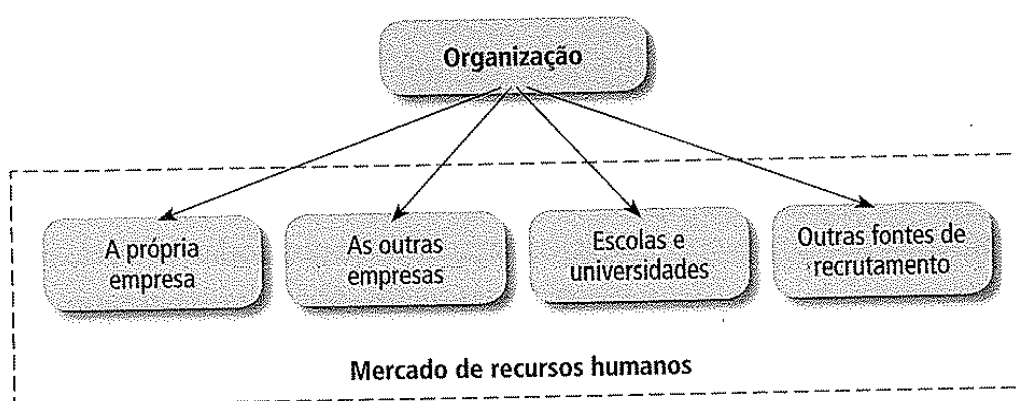 Organização
A própria
empresa
As outras
empresas
Escolas e
universidades
Outras fontes de
recrutamento
Mercado de recursos humanos